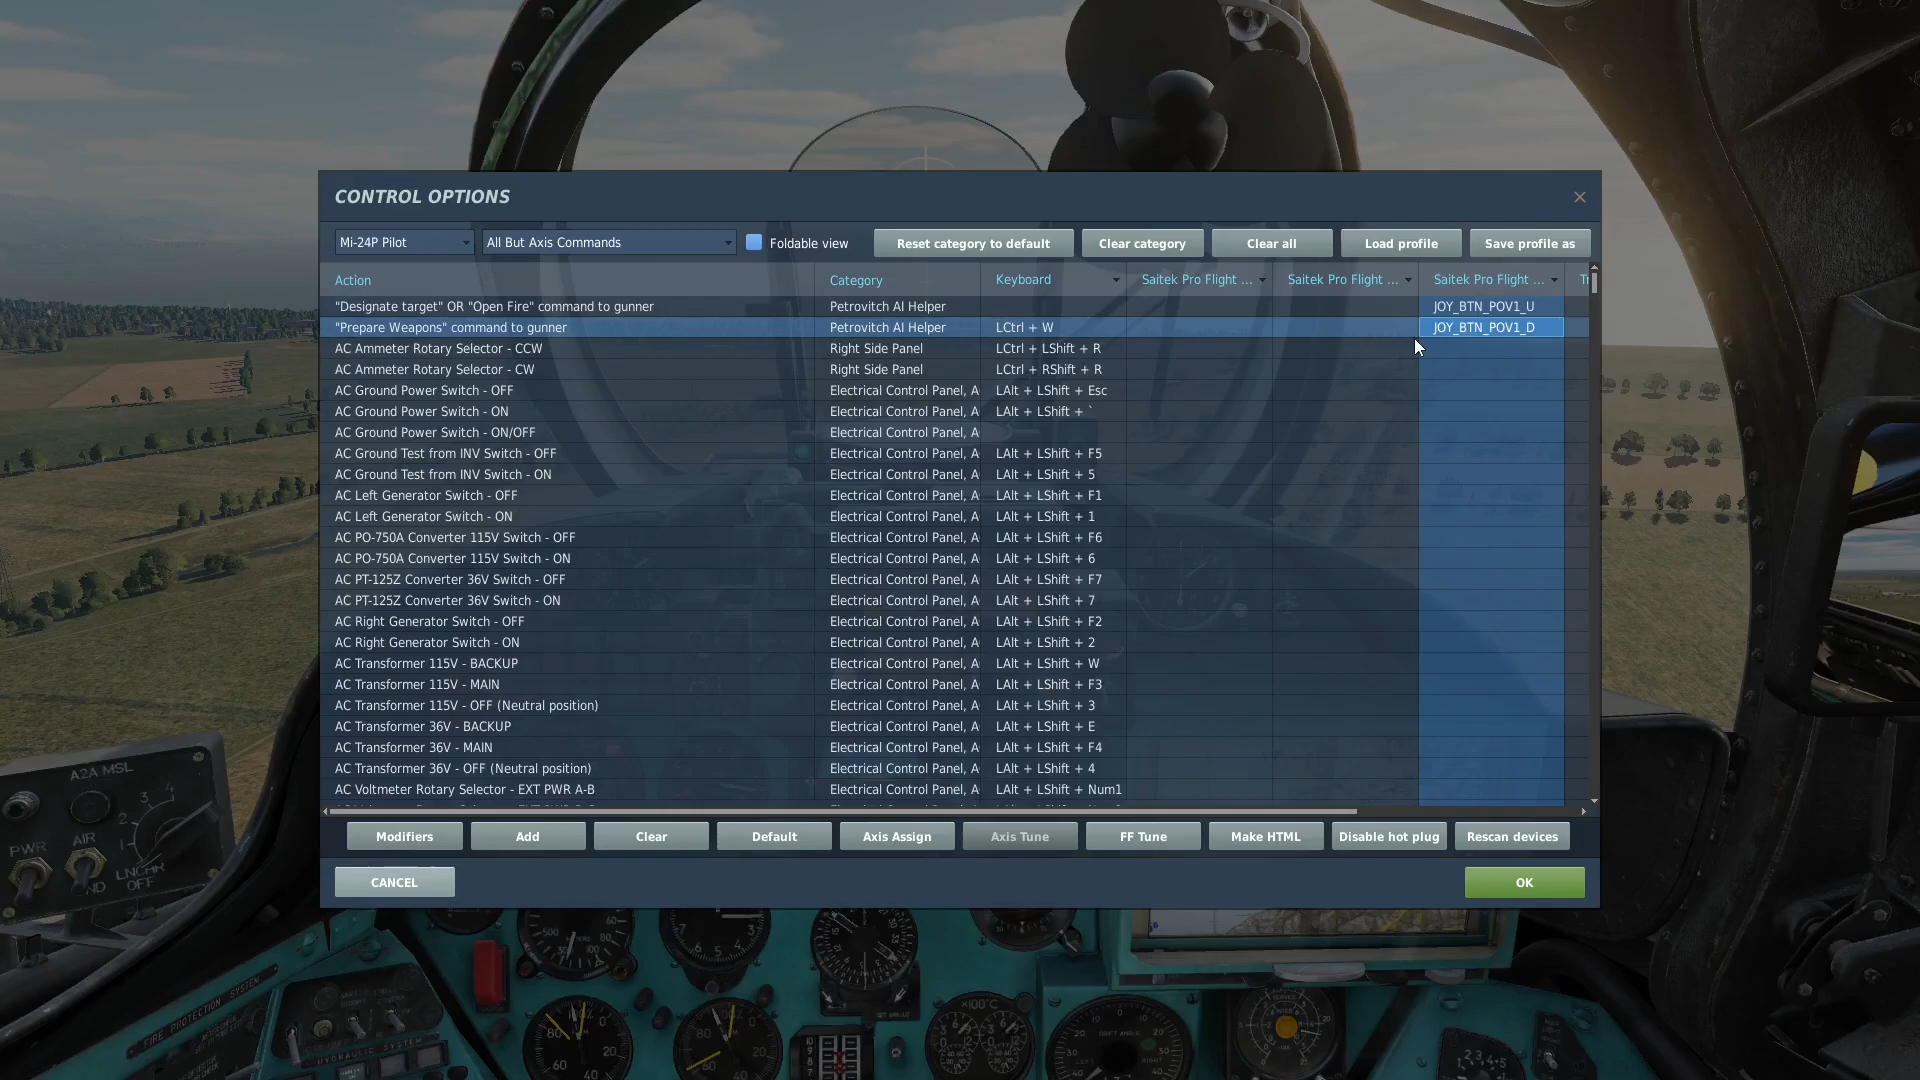 CONTROL OPTIONS
Mi-24P Pilot All But Axis Commands Foldable view Reset category to default Clear category Clear all Load profile Save profile as
Action Category Keyboard Saitek Pro Flight ... Saitek Pro Flight ... Saitek Pro Flight ... Tr
"Designate target" OR "Open Fire" command to gunner Petrovitch AI Helper JOY_BTN_POV1_U
"Prepare Weapons" command to gunner Petrovitch AI Helper LCtrl + W JOY_BTN_POV1_D
AC Ammeter Rotary Selector - CCW Right Side Panel LCtrl + LShift + R
AC Ammeter Rotary Selector - CW Right Side Panel LCtrl + RShift + R
AC Ground Power Switch - OFF Electrical Control Panel, A LAlt + LShift + Esc
AC Ground Power Switch - ON Electrical Control Panel, A LAlt + LShift + `
AC Ground Power Switch - ON/OFF Electrical Control Panel, A
AC Ground Test from INV Switch - OFF Electrical Control Panel, A LAlt + LShift + F5
AC Ground Test from INV Switch - ON Electrical Control Panel, A LAlt + LShift + 5
AC Left Generator Switch - OFF Electrical Control Panel, A LAlt + LShift + F1
AC Left Generator Switch - ON Electrical Control Panel, A LAlt + LShift + 1
AC PO-750A Converter 115V Switch - OFF Electrical Control Panel, A LAlt + LShift + F6
AC PO-750A Converter 115V Switch - ON Electrical Control Panel, A LAlt + LShift + 6
AC PT-125Z Converter 36V Switch - OFF Electrical Control Panel, A LAlt + LShift + F7
AC PT-125Z Converter 36V Switch - ON Electrical Control Panel, A LAlt + LShift + 7
AC Right Generator Switch - OFF Electrical Control Panel, A LAlt + LShift + F2
AC Right Generator Switch - ON Electrical Control Panel, A LAlt + LShift + 2
AC Transformer 115V - BACKUP Electrical Control Panel, A LAlt + LShift + W
AC Transformer 115V - MAIN Electrical Control Panel, A LAlt + LShift + F3
AC Transformer 115V - OFF (Neutral position) Electrical Control Panel, A LAlt + LShift + 3
AC Transformer 36V - BACKUP Electrical Control Panel, A LAlt + LShift + E
AC Transformer 36V - MAIN Electrical Control Panel, A LAlt + LShift + F4
AC Transformer 36V - OFF (Neutral position) Electrical Control Panel, A LAlt + LShift + 4
AC Voltmeter Rotary Selector - EXT PWR A-B Electrical Control Panel, A LAlt + LShift + Num1
Modifiers Add Clear Default Axis Assign Axis Tune FF Tune Make HTML Disable hot plug Rescan devices
CANCEL OK
A2A MSL
PWR AIR
LNCHR
OFF
FIRE PROTECTION SYSTEM
HYDRAULIC SYSTEM
×100°C
DRIFT ANGLE
LEFT RIGHT